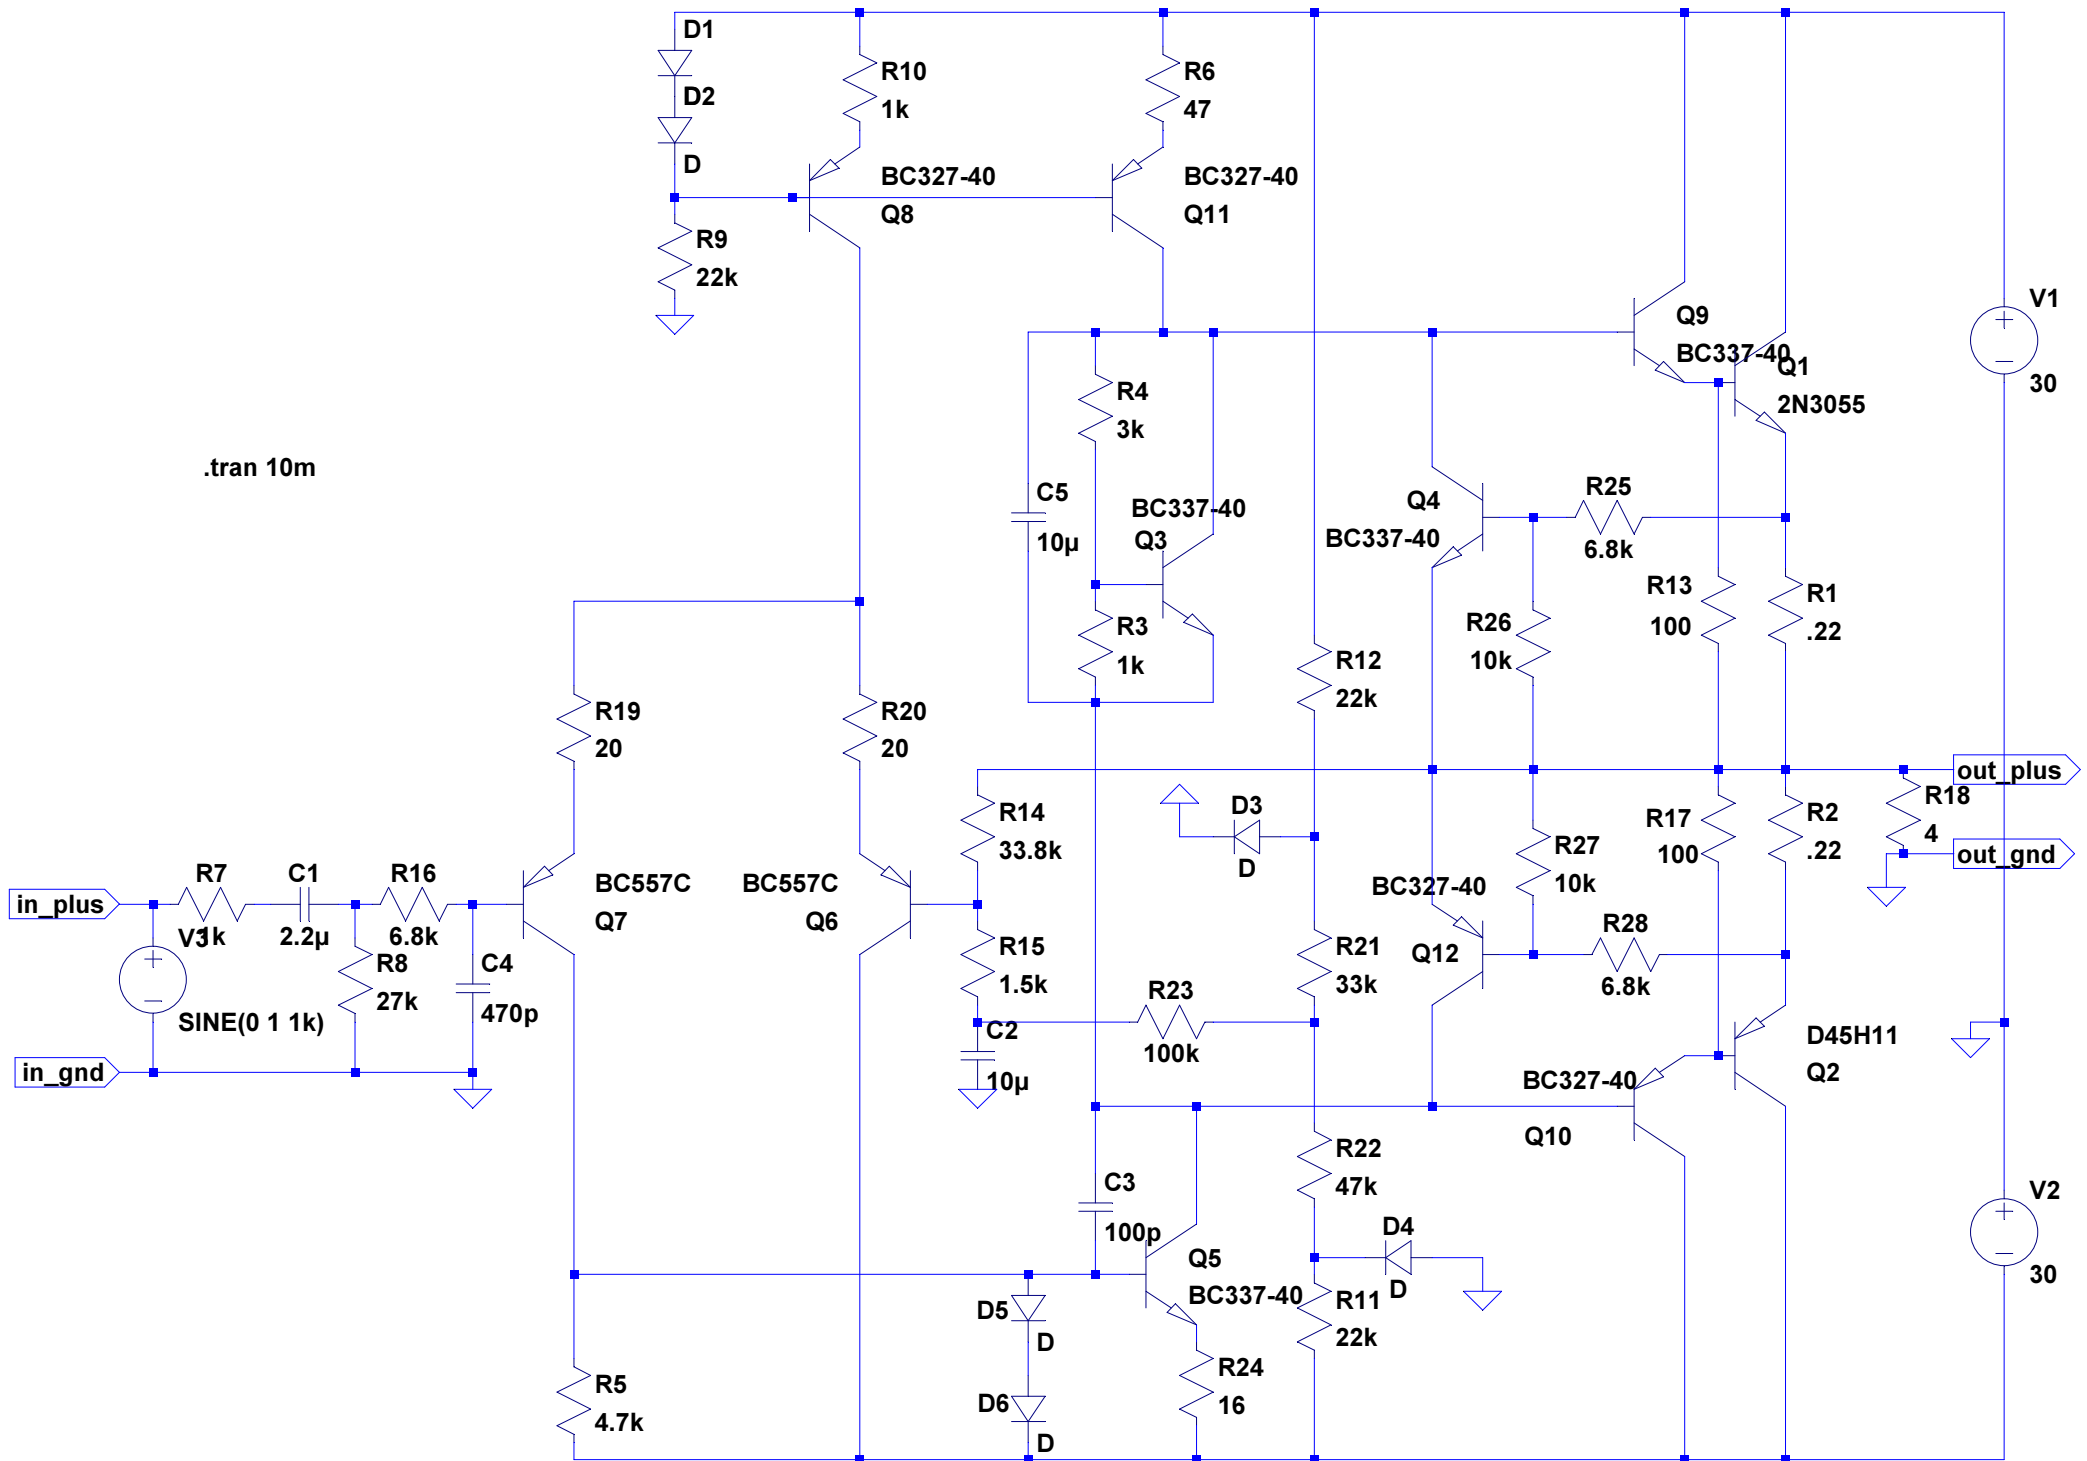 D1
D2
D
R10
1k
R6
47
BC327-40
Q8
BC327-40
Q11
R9
22k
Q9
BC337-40
Q1
2N3055
V1
30
R4
3k
.tran 10m
C5
10µ
BC337-40
Q3
Q4
BC337-40
R25
6.8k
R13
100
R1
.22
R3
1k
R26
10k
R12
22k
R19
20
R20
20
out_plus
R14
33.8k
D3
D
R27
10k
R17
100
R2
.22
R18
4
out_gnd
in_plus
R7
1k
C1
2.2µ
R16
6.8k
BC557C
Q7
BC557C
Q6
BC327-40
Q12
R28
6.8k
V3
SINE(0 1 1k)
R8
27k
C4
470p
R15
1.5k
R21
33k
R23
100k
C2
10µ
in_gnd
D45H11
Q2
BC327-40
Q10
R22
47k
C3
100p
V2
30
Q5
BC337-40
D4
D
D5
D
R11
22k
R5
4.7k
D6
D
R24
16